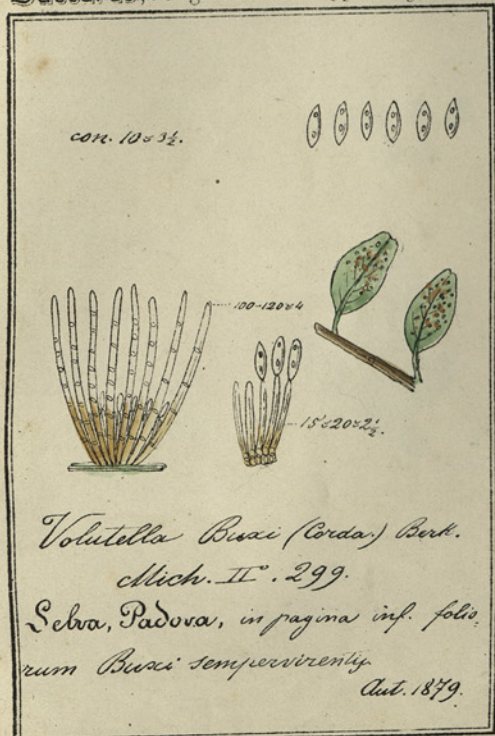 con. 10 ≈ 3½.
100-120 ≈ 4
15 ≈ 20 ≈ 2½.
Volutella Buxi (Corda.) Berk.
Mich. II°. 299.
Selva, Padova, in pagina inf. folio-
rum Buxi sempervirentis
Aut. 1879.